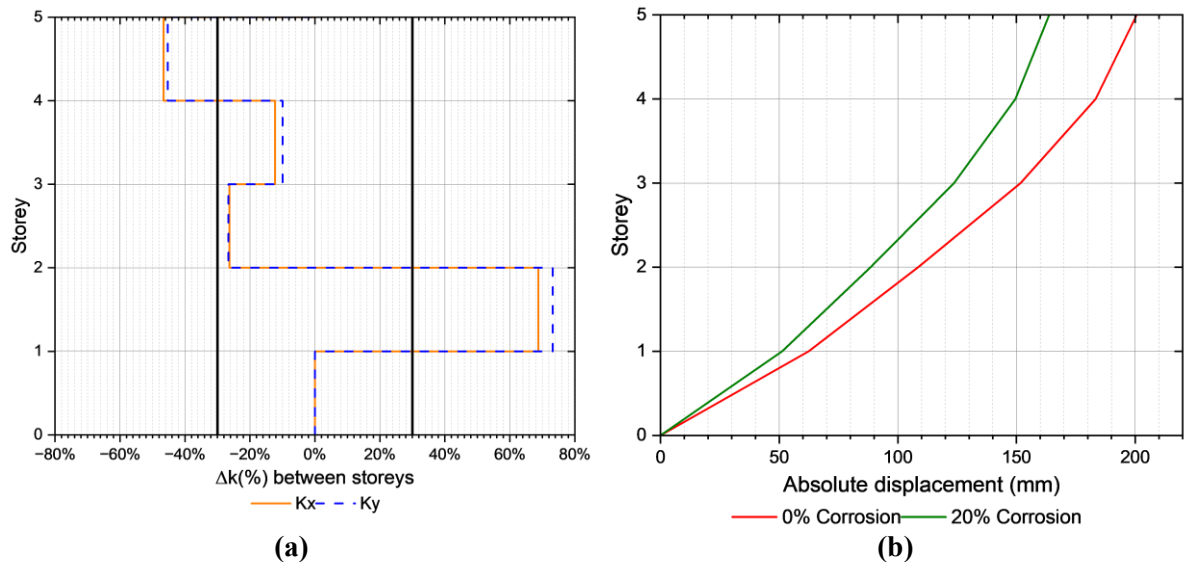 5
4
3
2
1
0
Storey
−80% −60% −40% −20% 0% 20% 40% 60% 80%
Δk(%) between storeys
Kx Ky
(a)
5
4
3
2
1
0
Storey
0 50 100 150 200
Absolute displacement (mm)
0% Corrosion 20% Corrosion
(b)